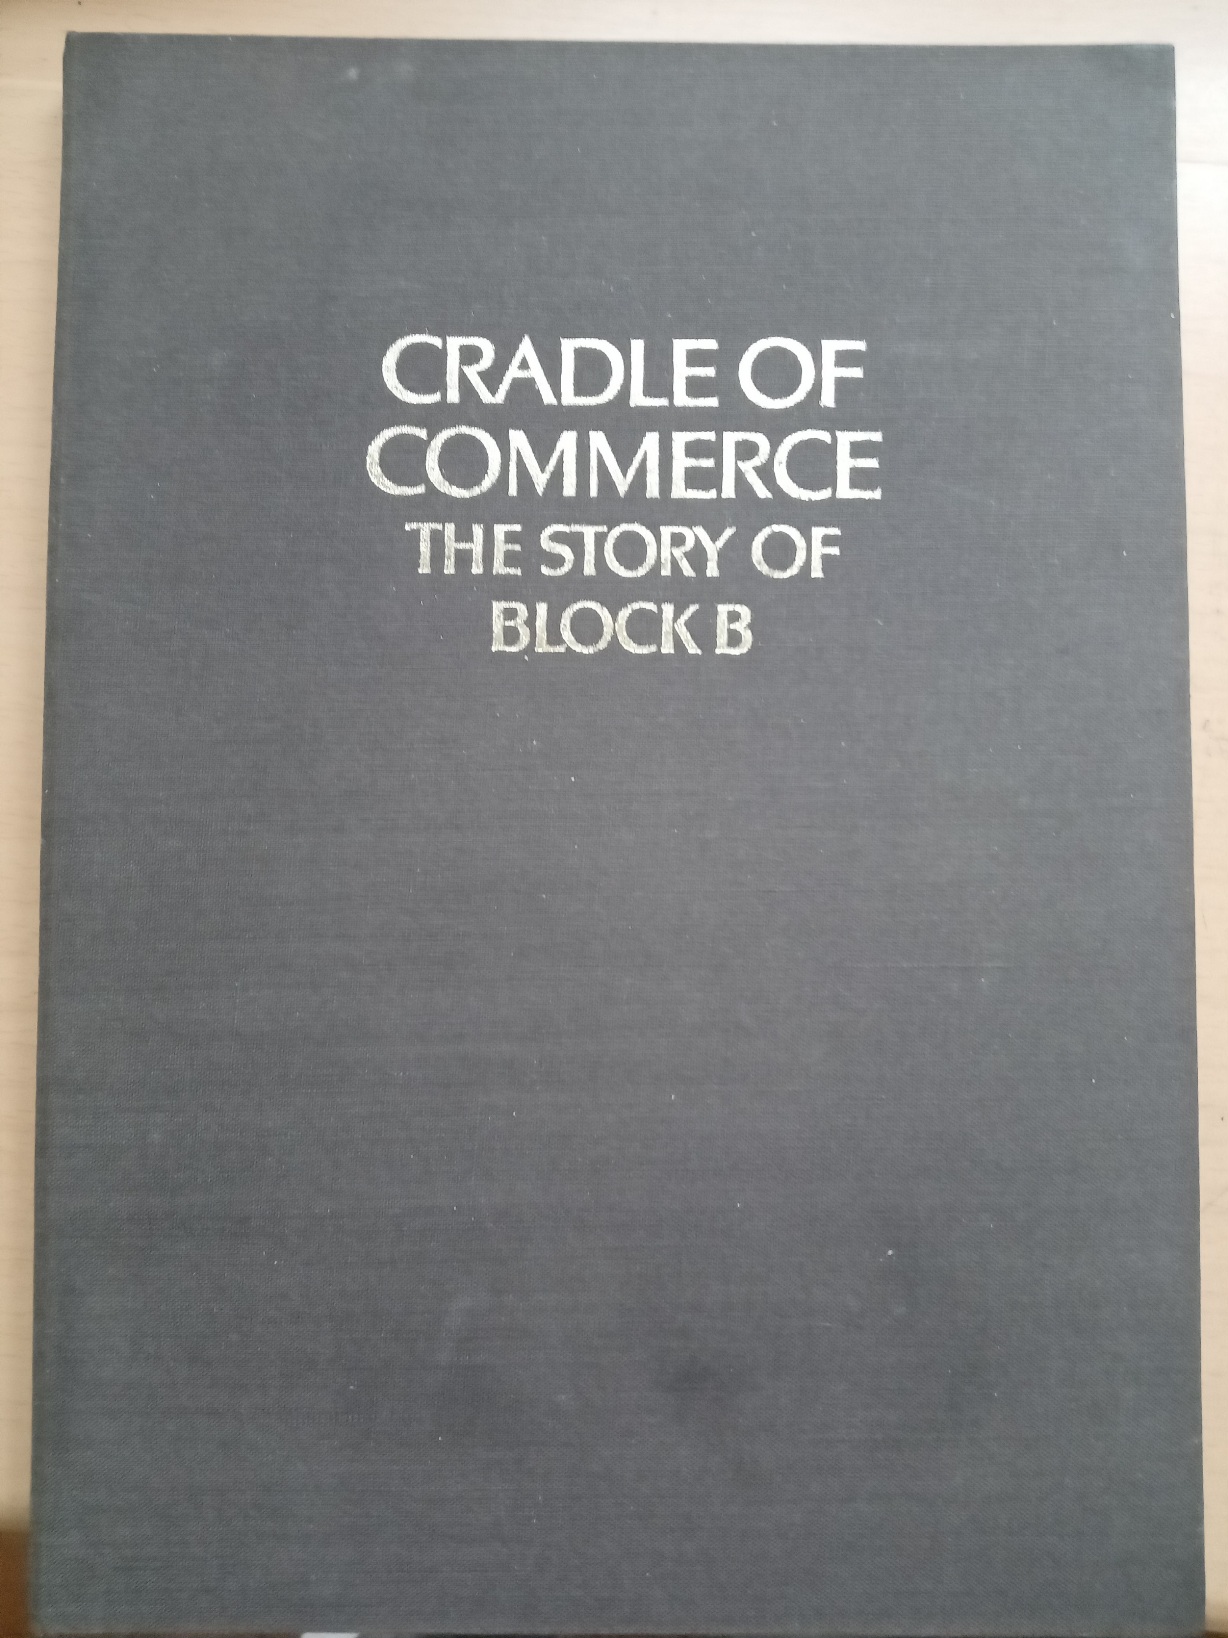 CRADLE OF
COMMERCE
THE STORY OF
BLOCK B